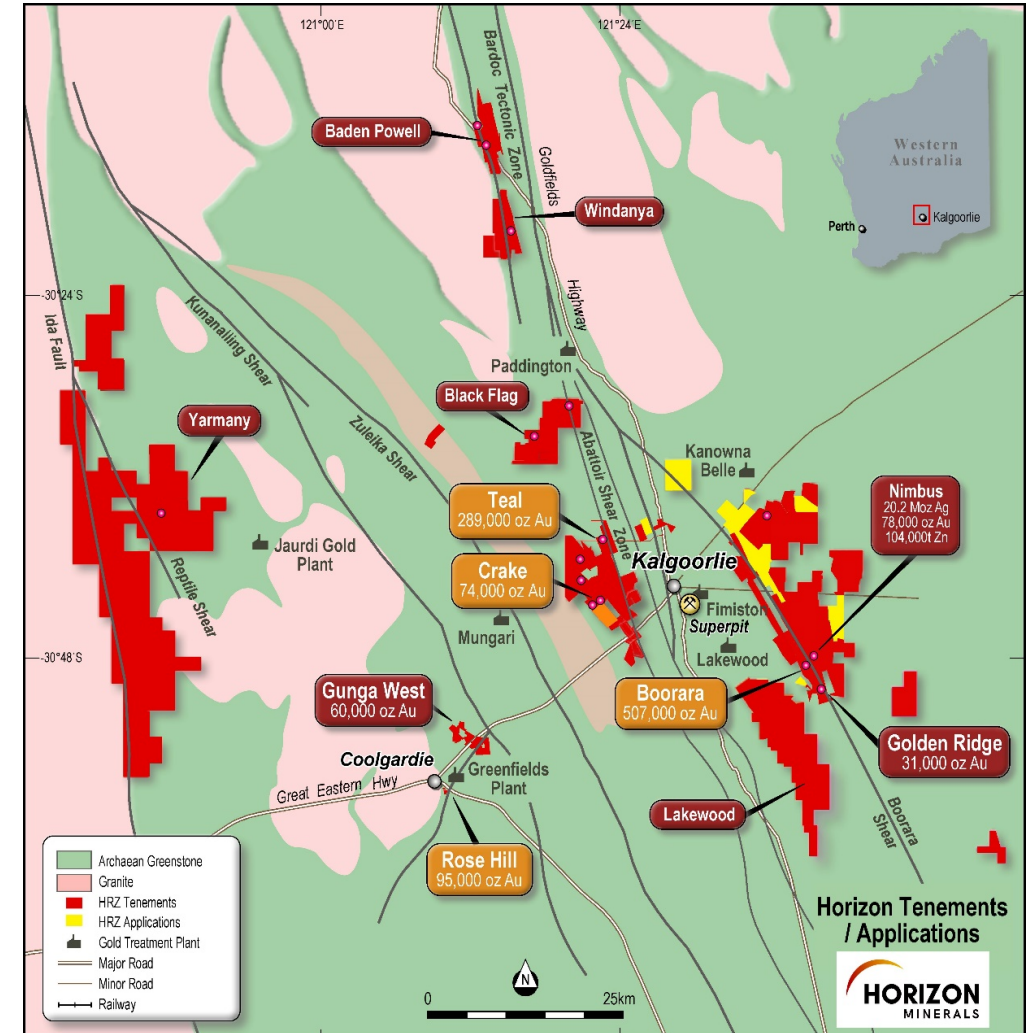 121°00´E
121°24´E
Bardoc Tectonic Zone
Goldfields
Highway
Baden Powell
Windanya
Western
Australia
Perth
Kalgoorlie
-30°24´S
Ida Fault
Kunanalling Shear
Zuleika Shear
Paddington
Black Flag
Abattoir Shear Zone
Yarmany
Kanowna
Belle
Teal
289,000 oz Au
Nimbus
20.2 Moz Ag
78,000 oz Au
104,000t Zn
Jaurdi Gold
Plant
Reptile Shear
Crake
74,000 oz Au
Kalgoorlie
Fimiston
Superpit
Mungari
Lakewood
-30°48´S
Gunga West
60,000 oz Au
Boorara
507,000 oz Au
Golden Ridge
31,000 oz Au
Coolgardie
Greenfields
Plant
Great Eastern Hwy
Lakewood
Boorara
Shear
Rose Hill
95,000 oz Au
Archaean Greenstone
Granite
HRZ Tenements
HRZ Applications
Gold Treatment Plant
Major Road
Minor Road
Railway
N
0
25km
Horizon Tenements
/ Applications
HORIZON
MINERALS